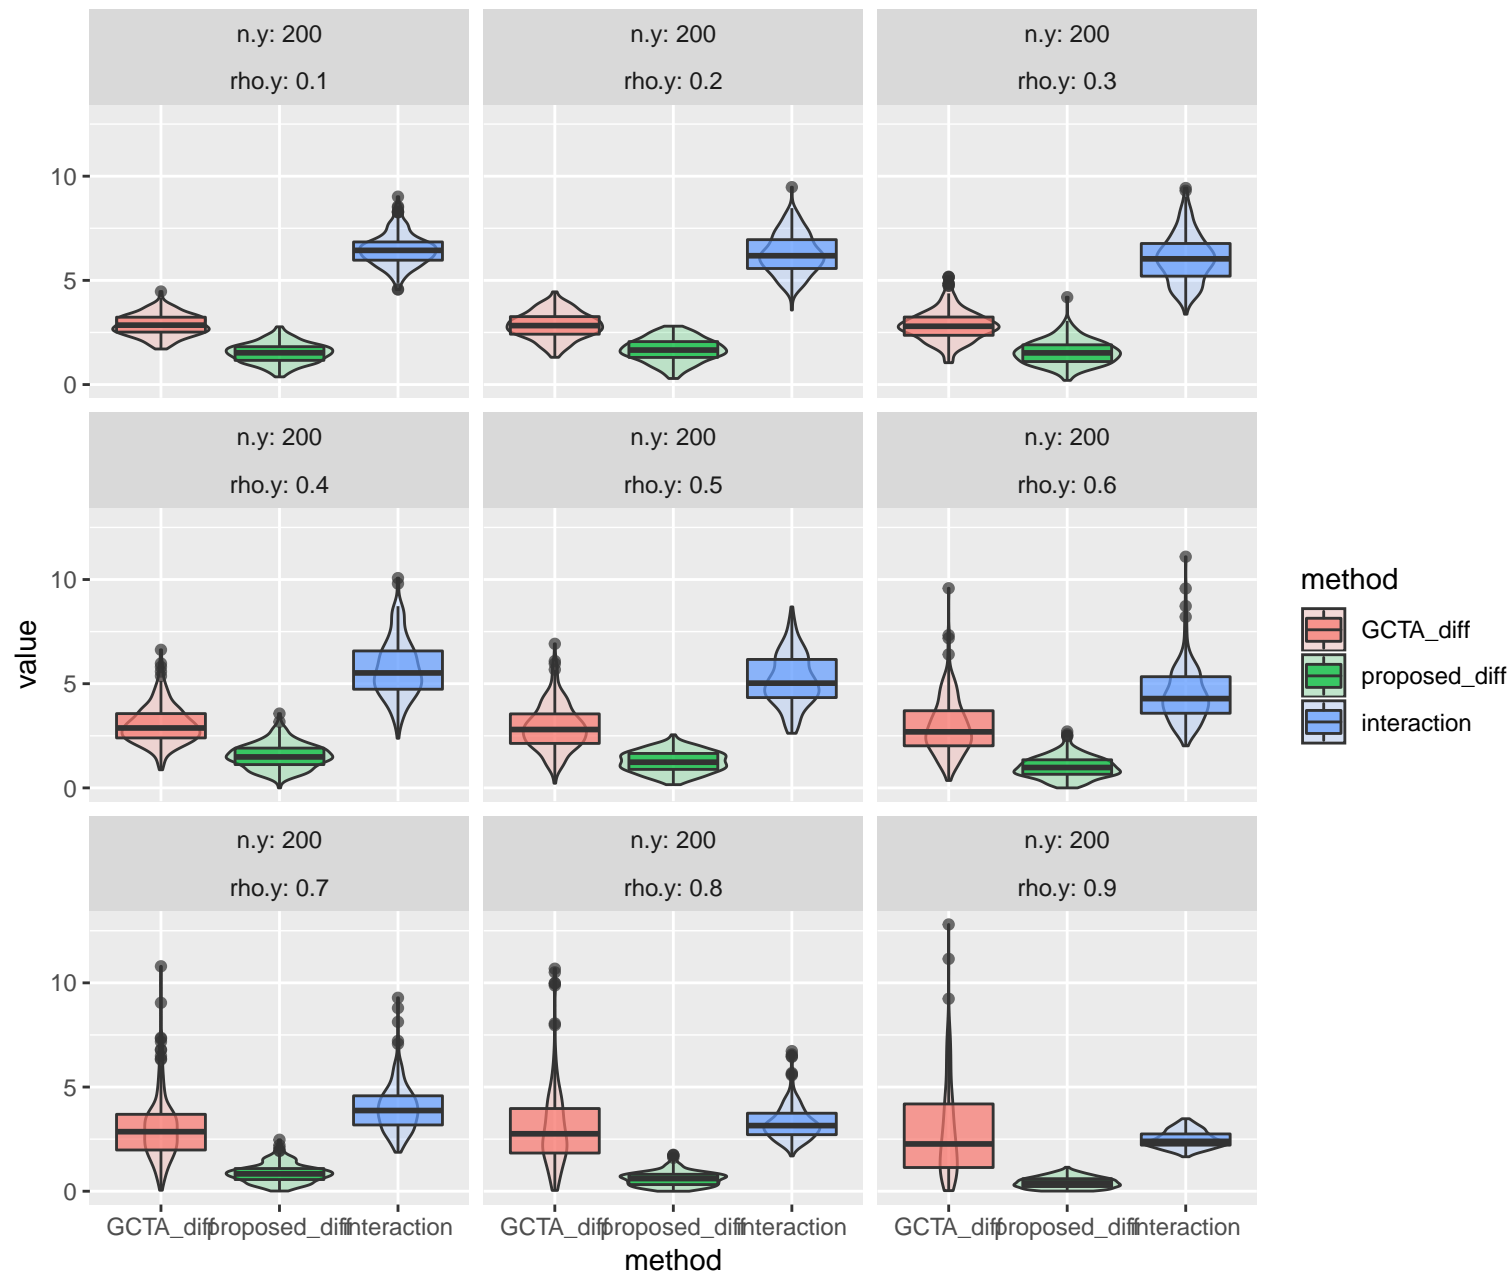 n.y: 200 n.y: 200 n.y: 200
rho.y: 0.1 rho.y: 0.2 rho.y: 0.3
10
5
0
n.y: 200 n.y: 200 n.y: 200
rho.y: 0.4 rho.y: 0.5 rho.y: 0.6
10
5
0
value
n.y: 200 n.y: 200 n.y: 200
rho.y: 0.7 rho.y: 0.8 rho.y: 0.9
10
5
0
GCTA_diff proposed_diff interaction GCTA_diff proposed_diff interaction GCTA_diff proposed_diff interaction
method
method
GCTA_diff
proposed_diff
interaction